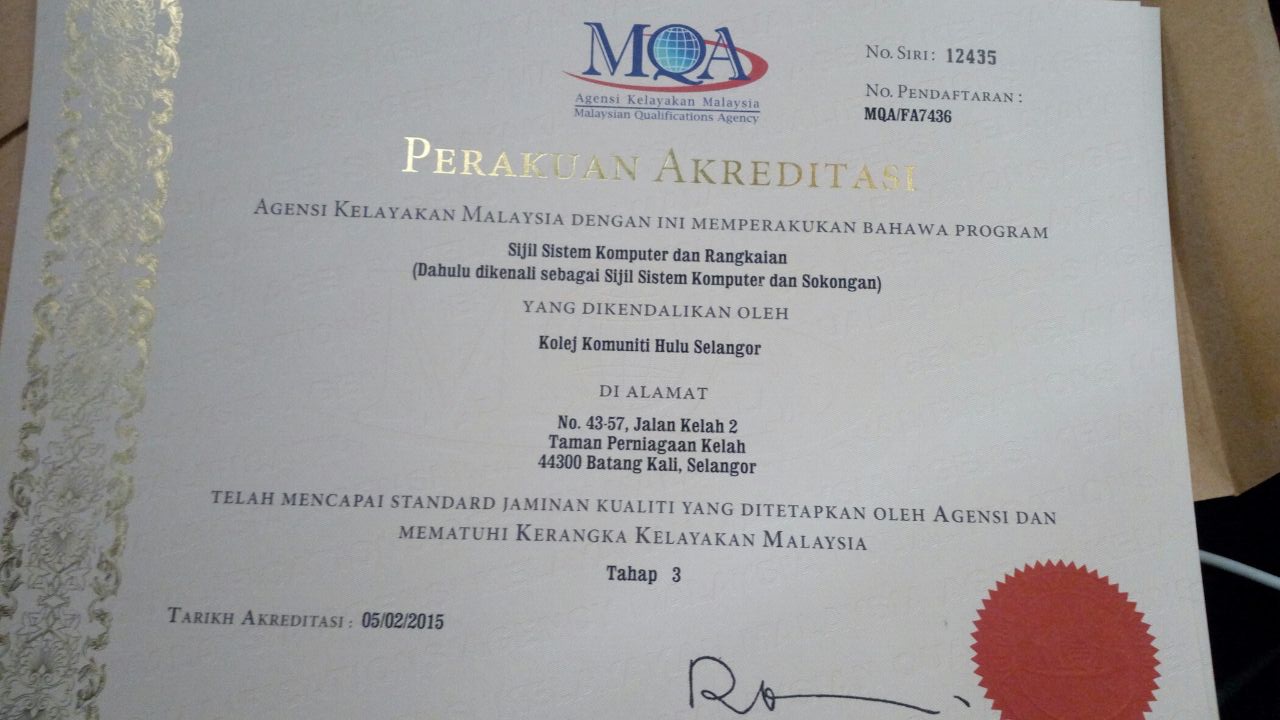 MQA
Agensi Kelayakan Malaysia
Malaysian Qualifications Agency
No. Siri : 12435
No. Pendaftaran :
MQA/FA7436
Perakuan Akreditasi
Agensi Kelayakan Malaysia dengan ini memperakukan bahawa program
Sijil Sistem Komputer dan Rangkaian
(Dahulu dikenali sebagai Sijil Sistem Komputer dan Sokongan)
yang dikendalikan oleh
Kolej Komuniti Hulu Selangor
di alamat
No. 43-57, Jalan Kelah 2
Taman Perniagaan Kelah
44300 Batang Kali, Selangor
telah mencapai standard jaminan kualiti yang ditetapkan oleh Agensi dan
mematuhi Kerangka Kelayakan Malaysia
Tahap 3
Tarikh Akreditasi : 05/02/2015